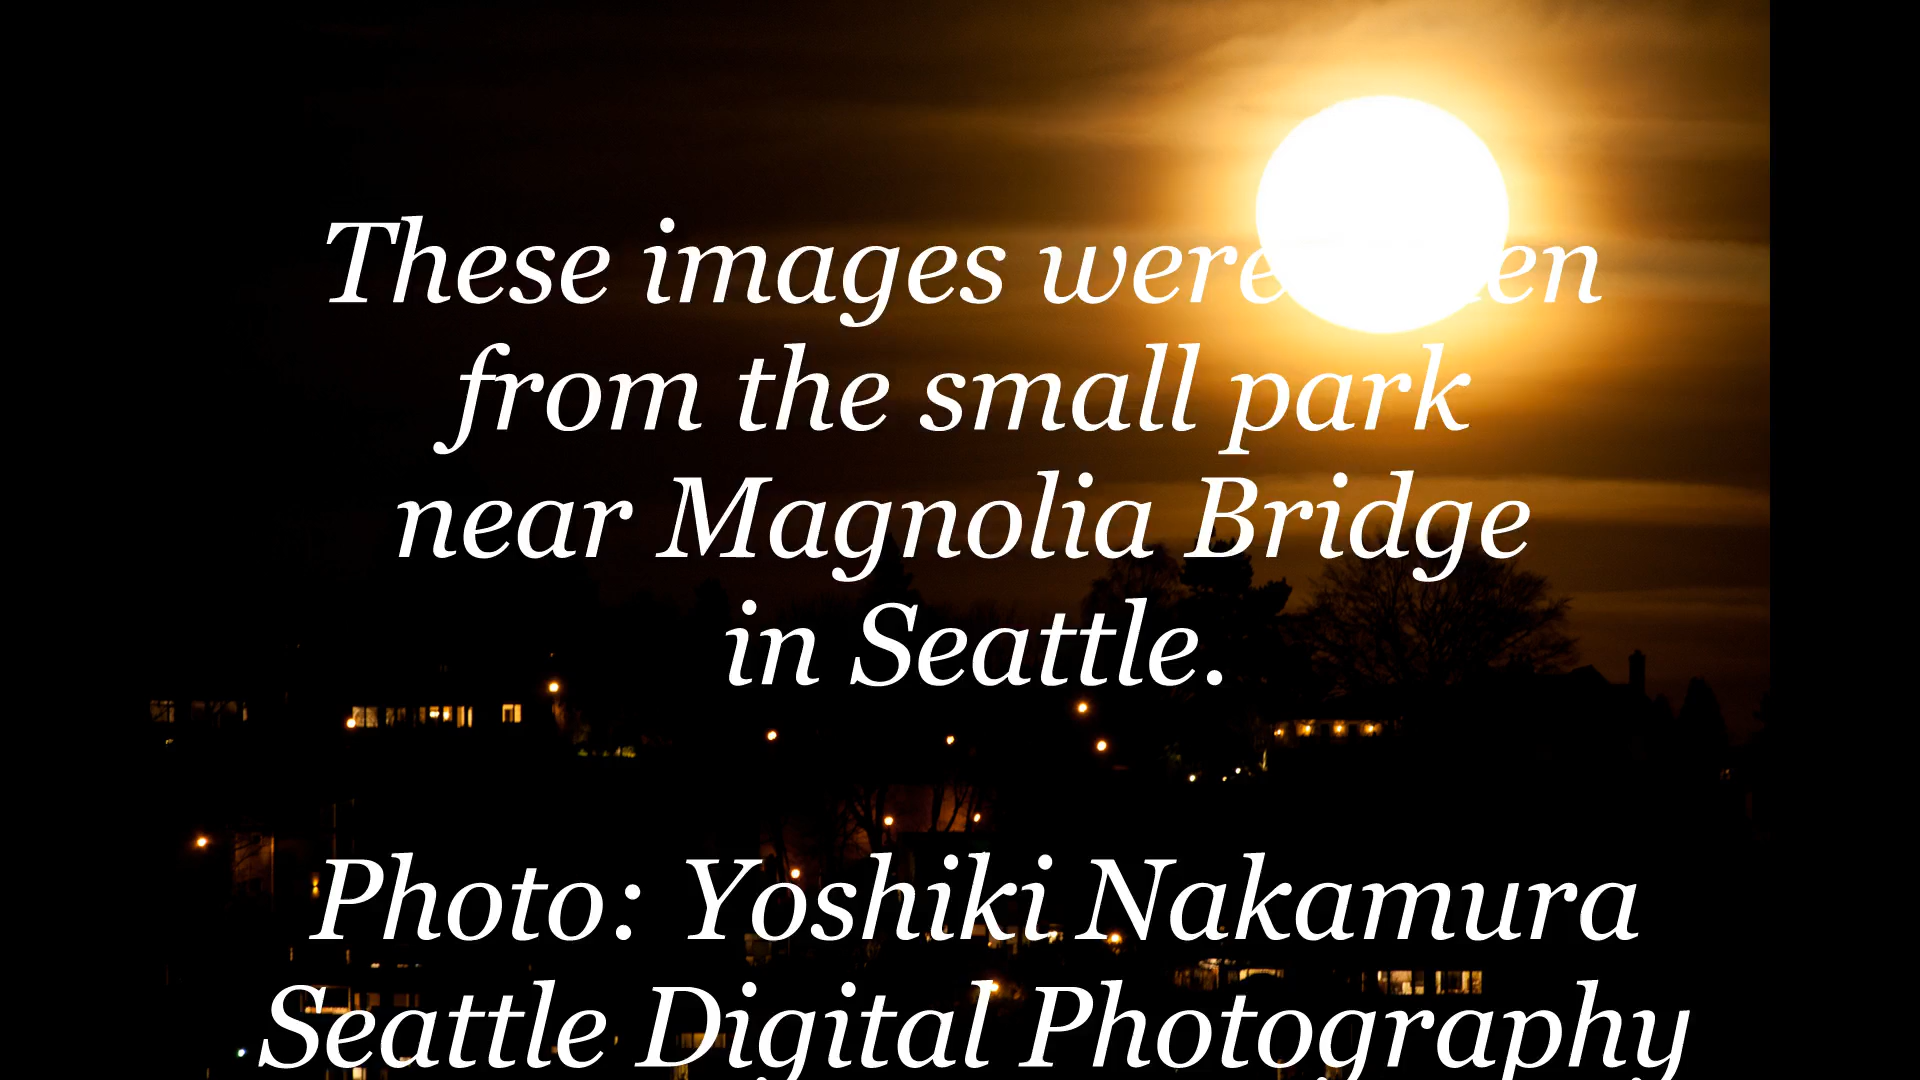 These images were
from the small park
near Magnolia Bridge
in Seattle.
Photo: Yoshiki Nakamura
Seattle Digital Photography